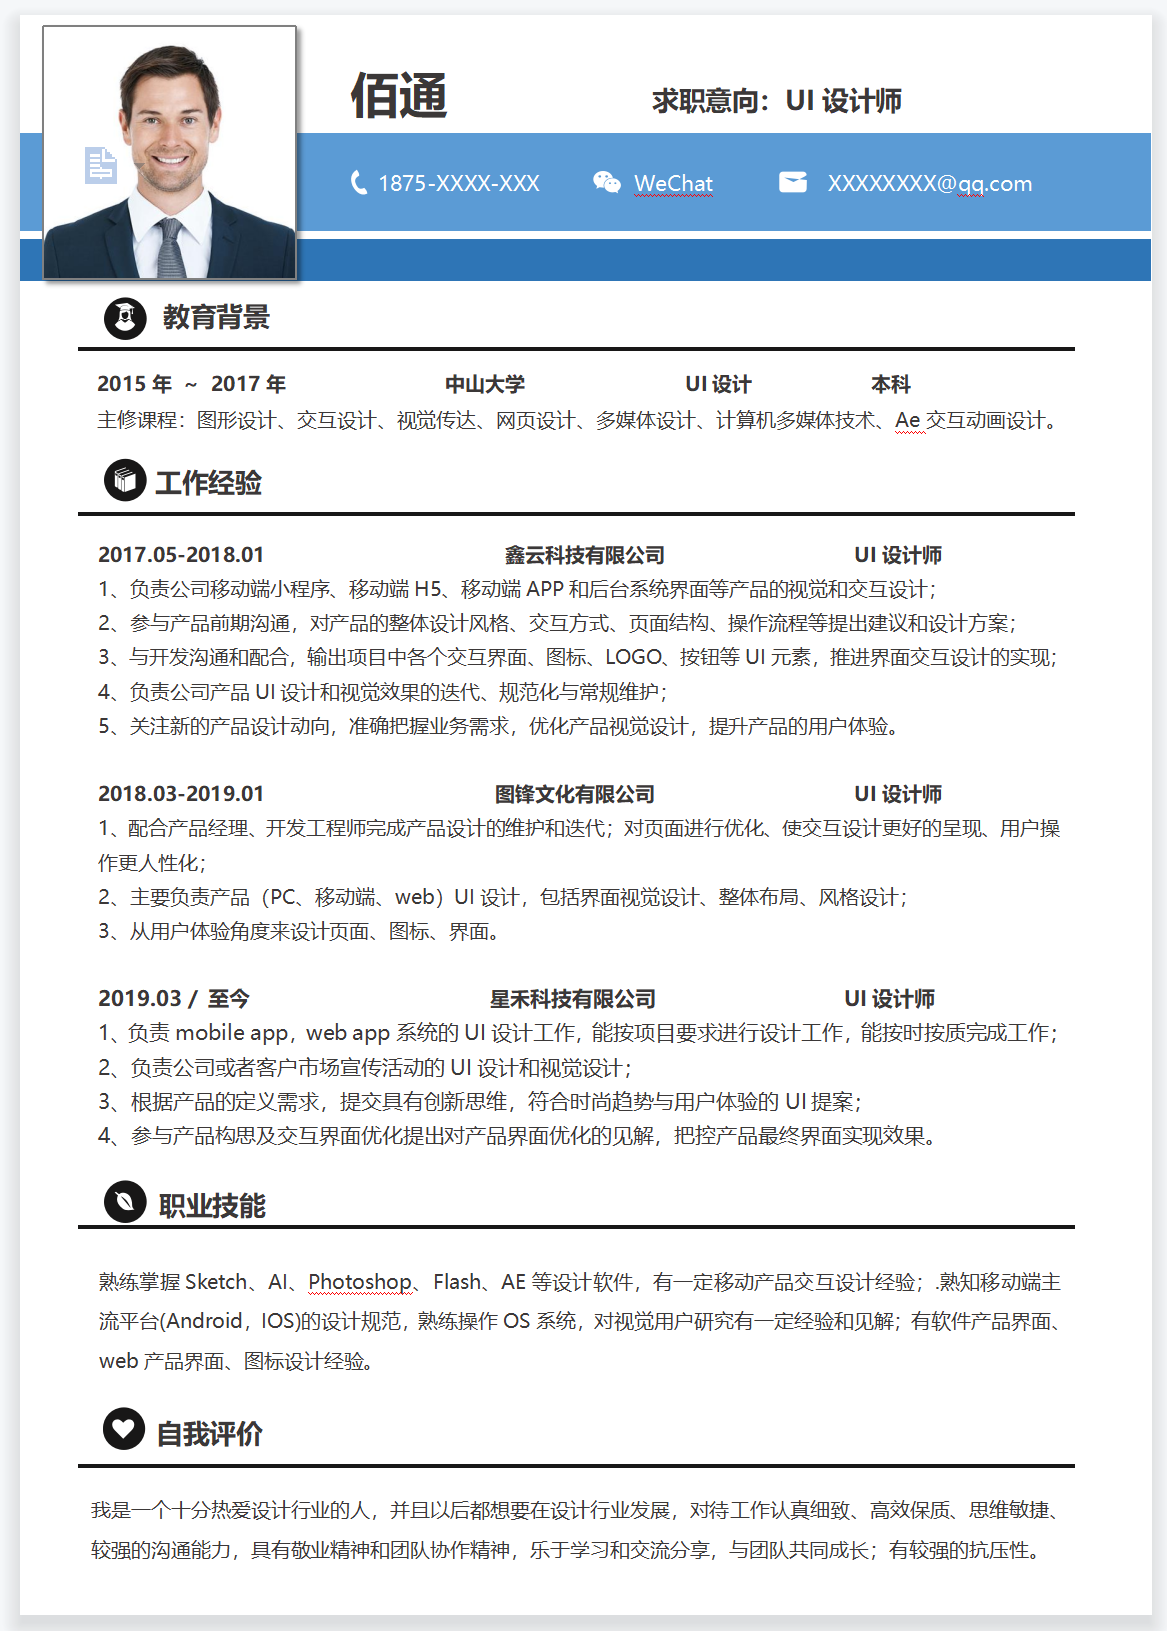 佰通
求职意向：UI 设计师
1875-XXXX-XXX WeChat XXXXXXXX@qq.com
教育背景
2015 年 ~ 2017 年 中山大学 UI 设计 本科
主修课程：图形设计、交互设计、视觉传达、网页设计、多媒体设计、计算机多媒体技术、Ae 交互动画设计。
工作经验
2017.05-2018.01 鑫云科技有限公司 UI 设计师
1、负责公司移动端小程序、移动端 H5、移动端 APP 和后台系统界面等产品的视觉和交互设计；
2、参与产品前期沟通，对产品的整体设计风格、交互方式、页面结构、操作流程等提出建议和设计方案；
3、与开发沟通和配合，输出项目中各个交互界面、图标、LOGO、按钮等 UI 元素，推进界面交互设计的实现；
4、负责公司产品 UI 设计和视觉效果的迭代、规范化与常规维护；
5、关注新的产品设计动向，准确把握业务需求，优化产品视觉设计，提升产品的用户体验。
2018.03-2019.01 图锋文化有限公司 UI 设计师
1、配合产品经理、开发工程师完成产品设计的维护和迭代；对页面进行优化、使交互设计更好的呈现、用户操
作更人性化；
2、主要负责产品（PC、移动端、web）UI 设计，包括界面视觉设计、整体布局、风格设计；
3、从用户体验角度来设计页面、图标、界面。
2019.03 / 至今 星禾科技有限公司 UI 设计师
1、负责 mobile app，web app 系统的 UI 设计工作，能按项目要求进行设计工作，能按时按质完成工作；
2、负责公司或者客户市场宣传活动的 UI 设计和视觉设计；
3、根据产品的定义需求，提交具有创新思维，符合时尚趋势与用户体验的 UI 提案；
4、参与产品构思及交互界面优化提出对产品界面优化的见解，把控产品最终界面实现效果。
职业技能
熟练掌握 Sketch、AI、Photoshop、Flash、AE 等设计软件，有一定移动产品交互设计经验；.熟知移动端主
流平台(Android，IOS)的设计规范，熟练操作 OS 系统，对视觉用户研究有一定经验和见解；有软件产品界面、
web 产品界面、图标设计经验。
自我评价
我是一个十分热爱设计行业的人，并且以后都想要在设计行业发展，对待工作认真细致、高效保质、思维敏捷、
较强的沟通能力，具有敬业精神和团队协作精神，乐于学习和交流分享，与团队共同成长；有较强的抗压性。